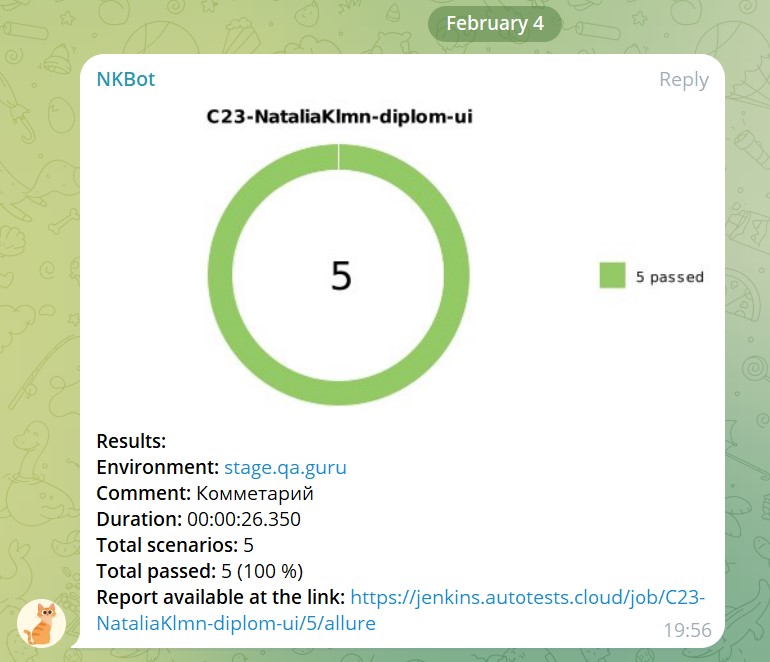 February 4
NKBot
Reply
C23-NataliaKlmn-diplom-ui
5
5 passed
Results:
Environment: stage.qa.guru
Comment: Комметарий
Duration: 00:00:26.350
Total scenarios: 5
Total passed: 5 (100 %)
Report available at the link: https://jenkins.autotests.cloud/job/C23-
NataliaKlmn-diplom-ui/5/allure
19:56